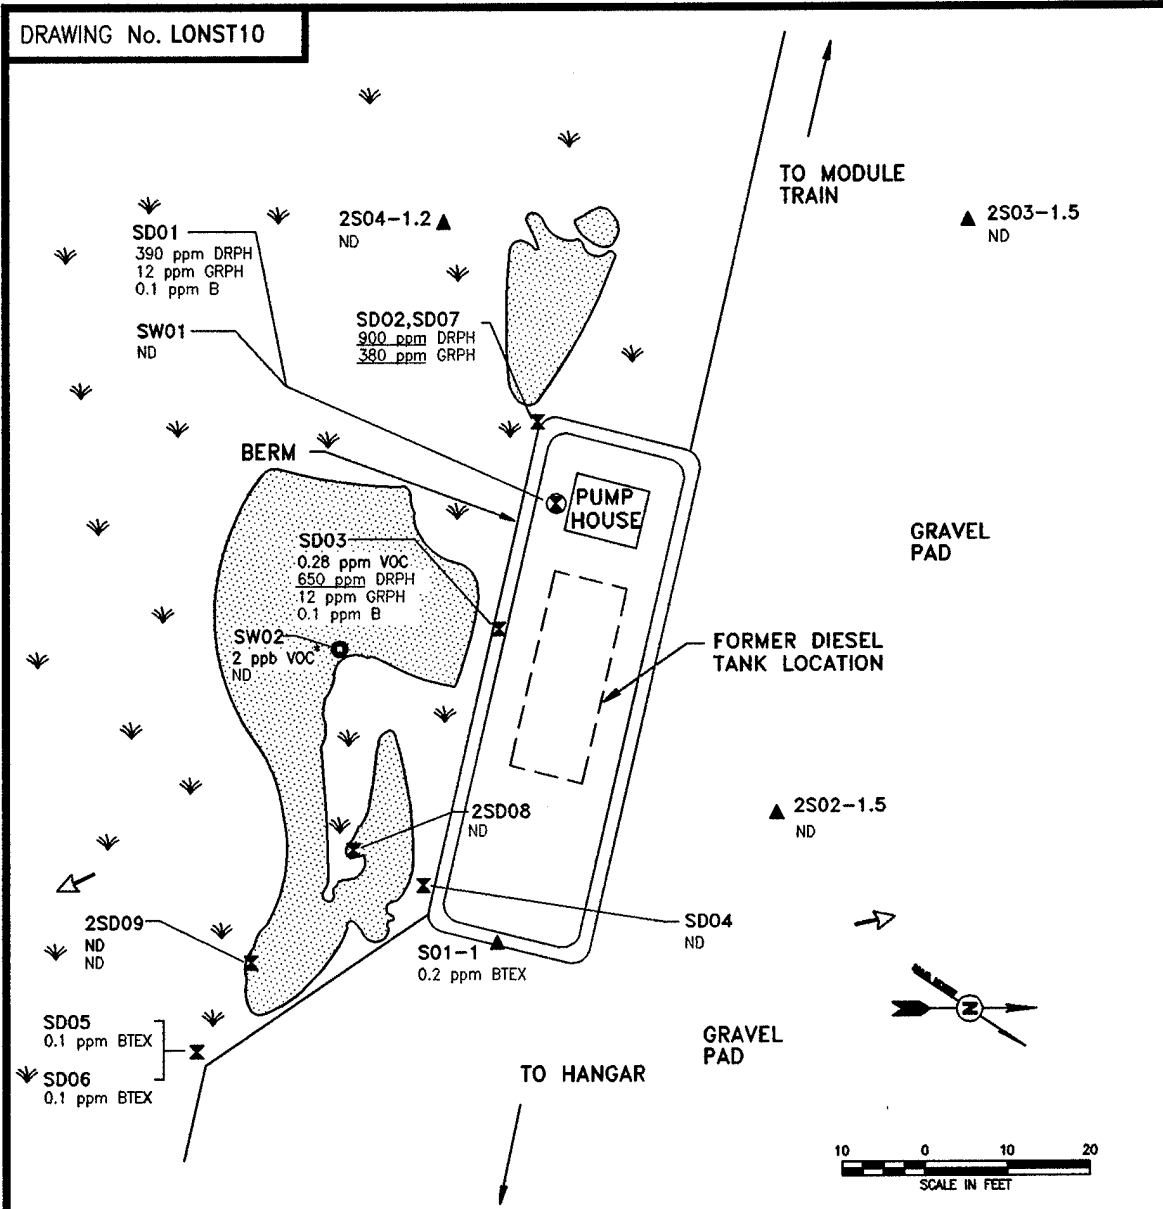 DRAWING No. LONST10
TO MODULE
TRAIN
2S04-1.2
ND
2S03-1.5
ND
SD01
390 ppm DRPH
12 ppm GRPH
0.1 ppm B
SW01
ND
SD02,SD07
900 ppm DRPH
380 ppm GRPH
BERM
PUMP
HOUSE
GRAVEL
PAD
SD03
0.28 ppm VOC
650 ppm DRPH
12 ppm GRPH
0.1 ppm B
SW02
2 ppb VOC*
ND
FORMER DIESEL
TANK LOCATION
2SD08
ND
2S02-1.5
ND
2SD09
ND
ND
SD04
ND
S01-1
0.2 ppm BTEX
SD05
0.1 ppm BTEX
SD06
0.1 ppm BTEX
N
GRAVEL
PAD
TO HANGAR
10 0 10 20
SCALE IN FEET